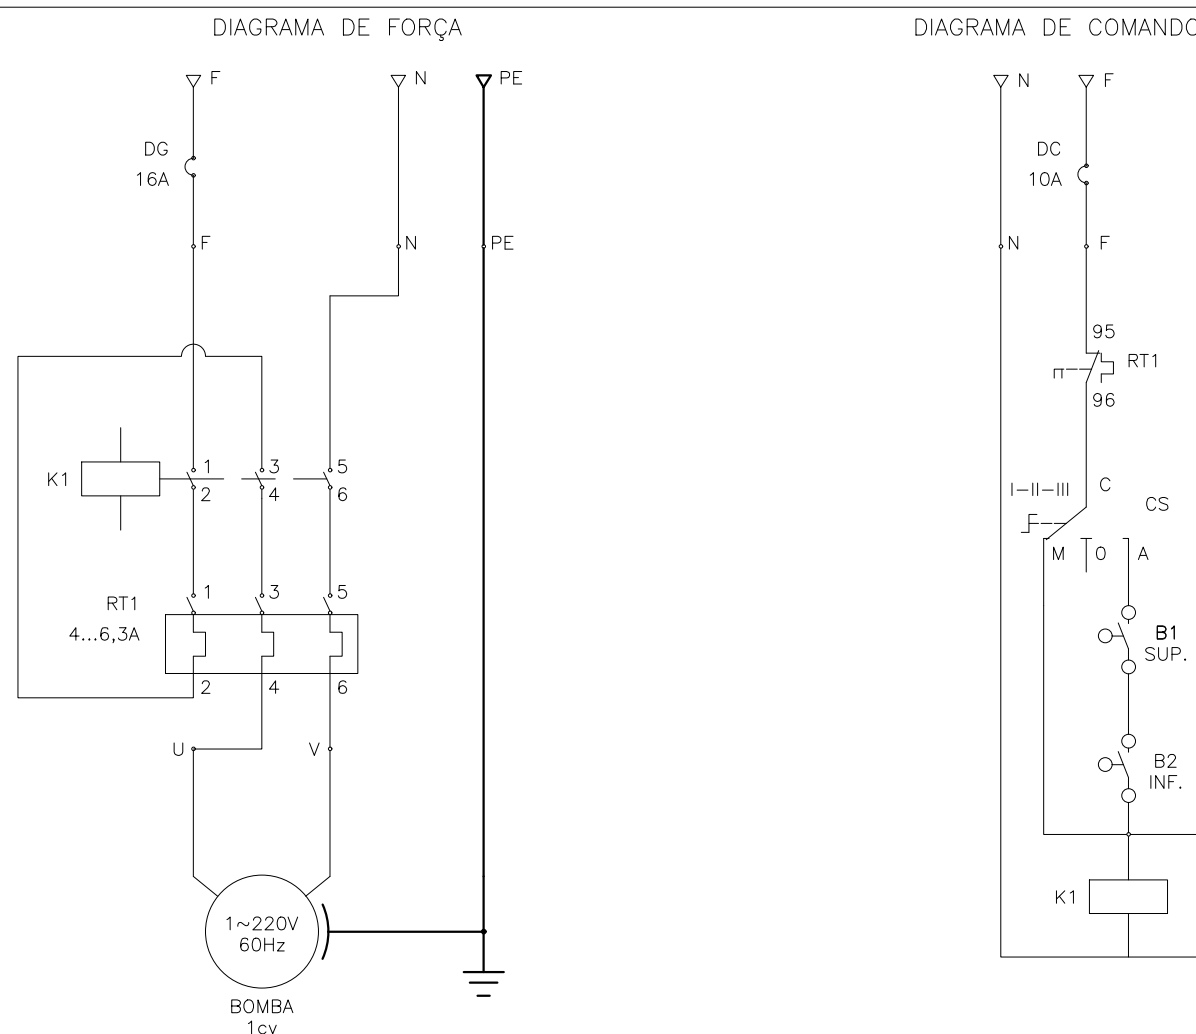 DIAGRAMA DE FORÇA
F
N
PE
DG
16A
F
N
PE
K1
1
3
5
2
4
6
RT1
4...6,3A
1
3
5
2
4
6
U
V
1~220V
60Hz
BOMBA
1cv
DIAGRAMA DE COMANDO
N
F
DC
10A
N
F
95
RT1
96
I-II-III
C
CS
M
0
A
B1
SUP.
B2
INF.
K1